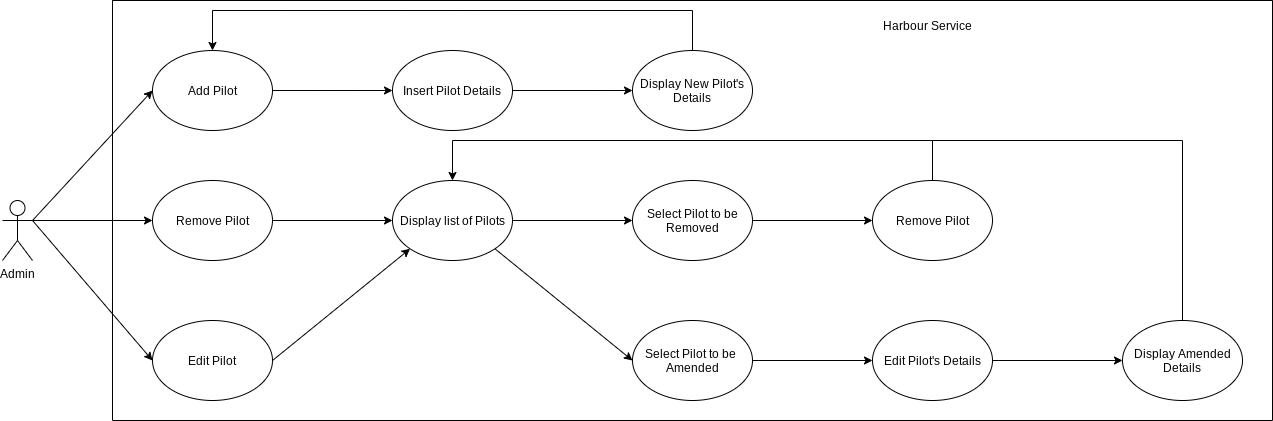 Harbour Service
Add Pilot
Insert Pilot Details
Display New Pilot's
Details
Remove Pilot
Display list of Pilots
Select Pilot to be
Removed
Remove Pilot
Admin
Edit Pilot
Select Pilot to be
Amended
Edit Pilot's Details
Display Amended
Details